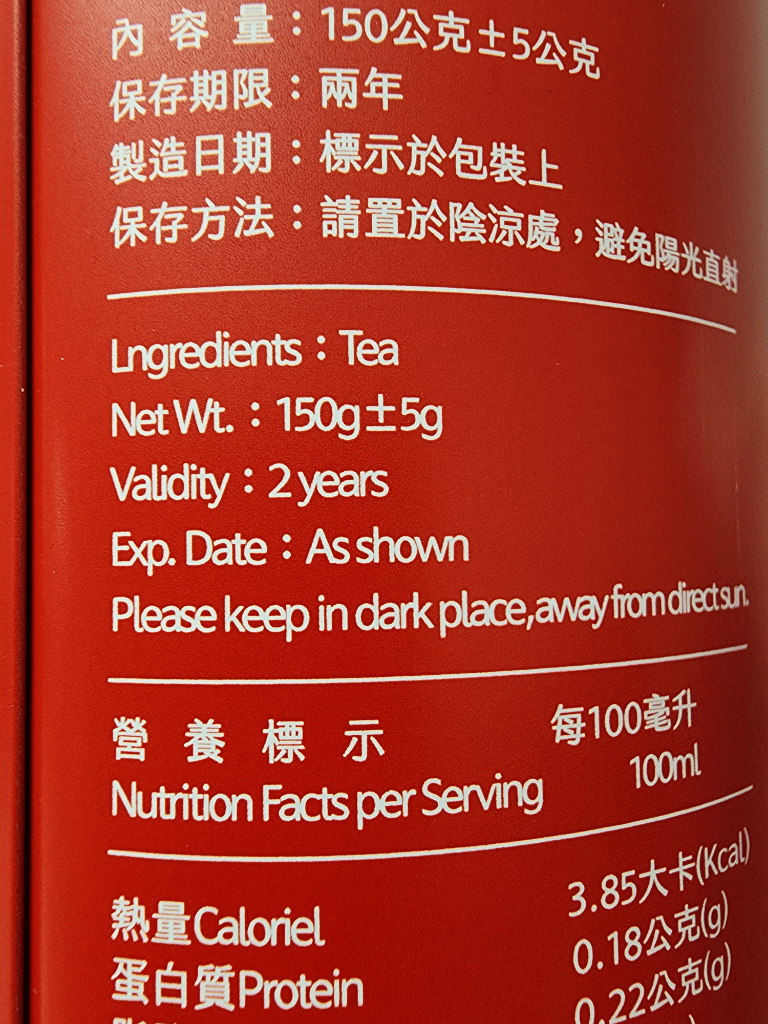 內容量：150公克±5公克
保存期限：兩年
製造日期：標示於包裝上
保存方法：請置於陰涼處，避免陽光直射
Lngredients：Tea
Net Wt.：150g±5g
Validity：2 years
Exp. Date：As shown
Please keep in dark place,away from direct sun.
營養標示 每100毫升
Nutrition Facts per Serving 100ml
熱量Caloriel 3.85大卡(Kcal)
蛋白質Protein 0.18公克(g)
0.22公克(g)